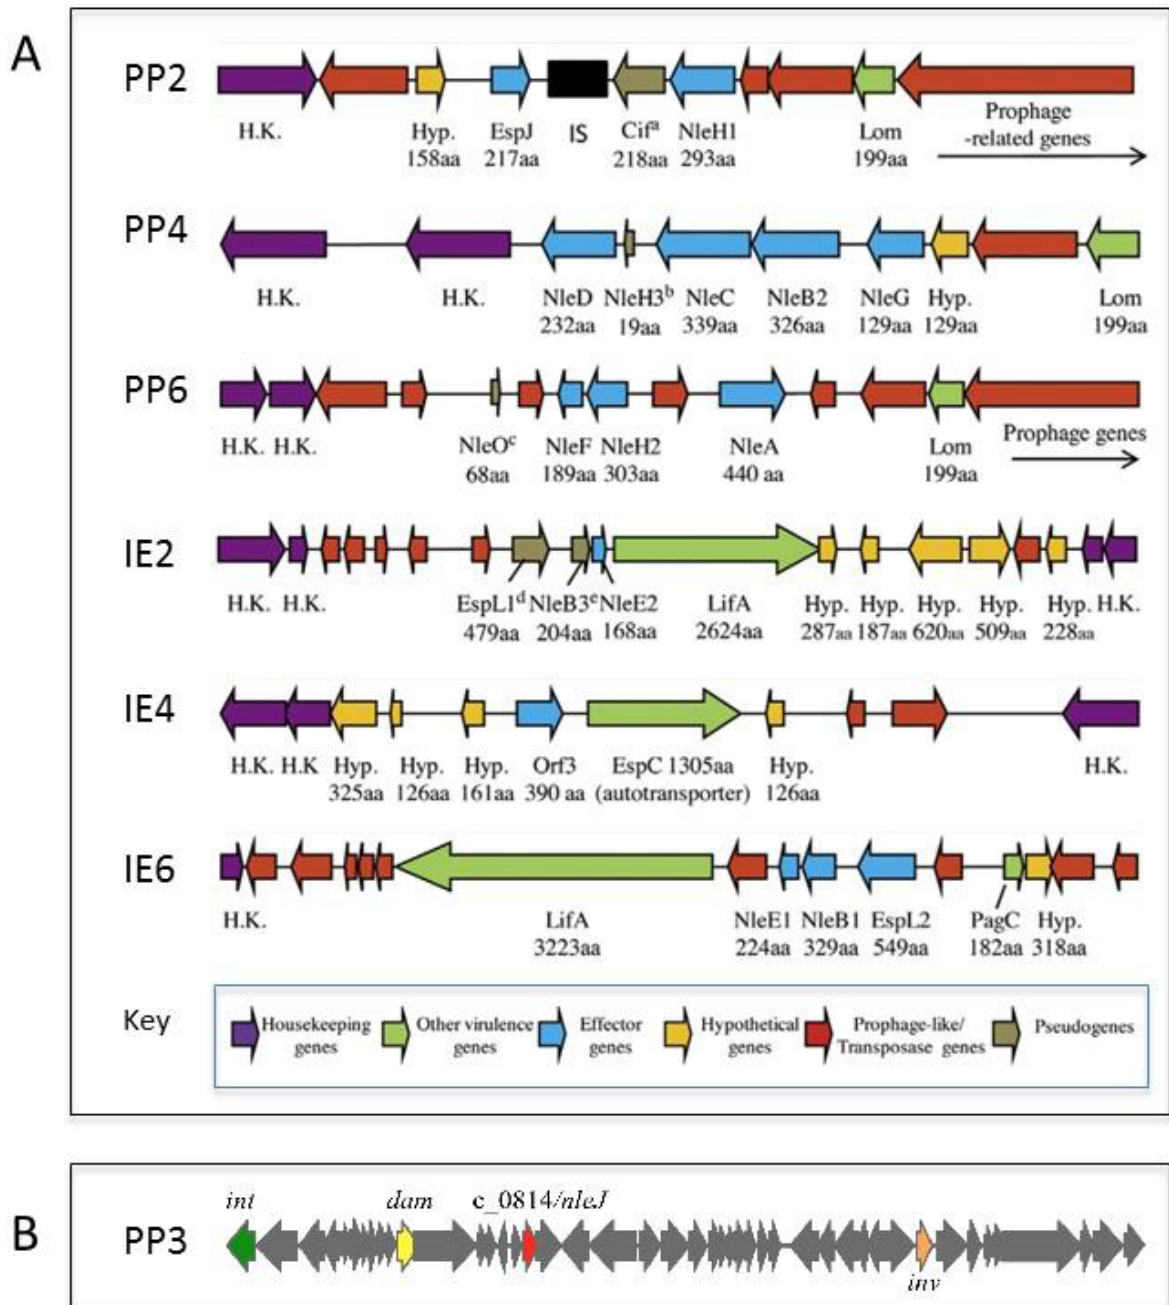 A
PP2
H.K.
Hyp.
158aa
EspJ
217aa
IS
Cifᵃ
218aa
NleH1
293aa
Lom
199aa
Prophage
-related genes
PP4
H.K.
H.K.
NleD
232aa
NleH3ᵇ
19aa
NleC
339aa
NleB2
326aa
NleG
129aa
Hyp.
129aa
Lom
199aa
PP6
H.K.
H.K.
NleOᶜ
68aa
NleF
189aa
NleH2
303aa
NleA
440 aa
Lom
199aa
Prophage genes
IE2
H.K.
H.K.
EspL1ᵈ
479aa
NleB3ᵉ
204aa
NleE2
168aa
LifA
2624aa
Hyp.
287aa
Hyp.
187aa
Hyp.
620aa
Hyp.
509aa
Hyp.
228aa
H.K.
IE4
H.K.
H.K
Hyp.
325aa
Hyp.
126aa
Hyp.
161aa
Orf3
390 aa
EspC 1305aa
(autotransporter)
Hyp.
126aa
H.K.
IE6
H.K.
LifA
3223aa
NleE1
224aa
NleB1
329aa
EspL2
549aa
PagC
182aa
Hyp.
318aa
Key
Housekeeping
genes
Other virulence
genes
Effector
genes
Hypothetical
genes
Prophage-like/
Transposase genes
Pseudogenes
B
PP3
int
dam
c_0814/nleJ
inv